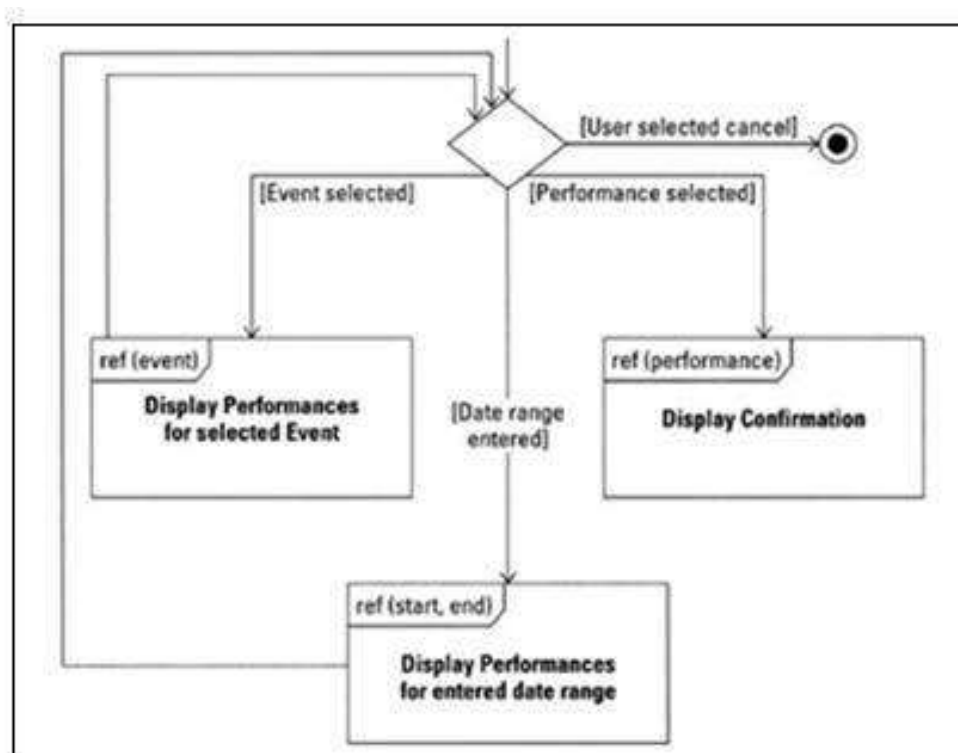 [User selected cancel]
[Event selected]
[Performance selected]
ref (event)
Display Performances
for selected Event
[Date range
entered]
ref (performance)
Display Confirmation
ref (start, end)
Display Performances
for entered date range